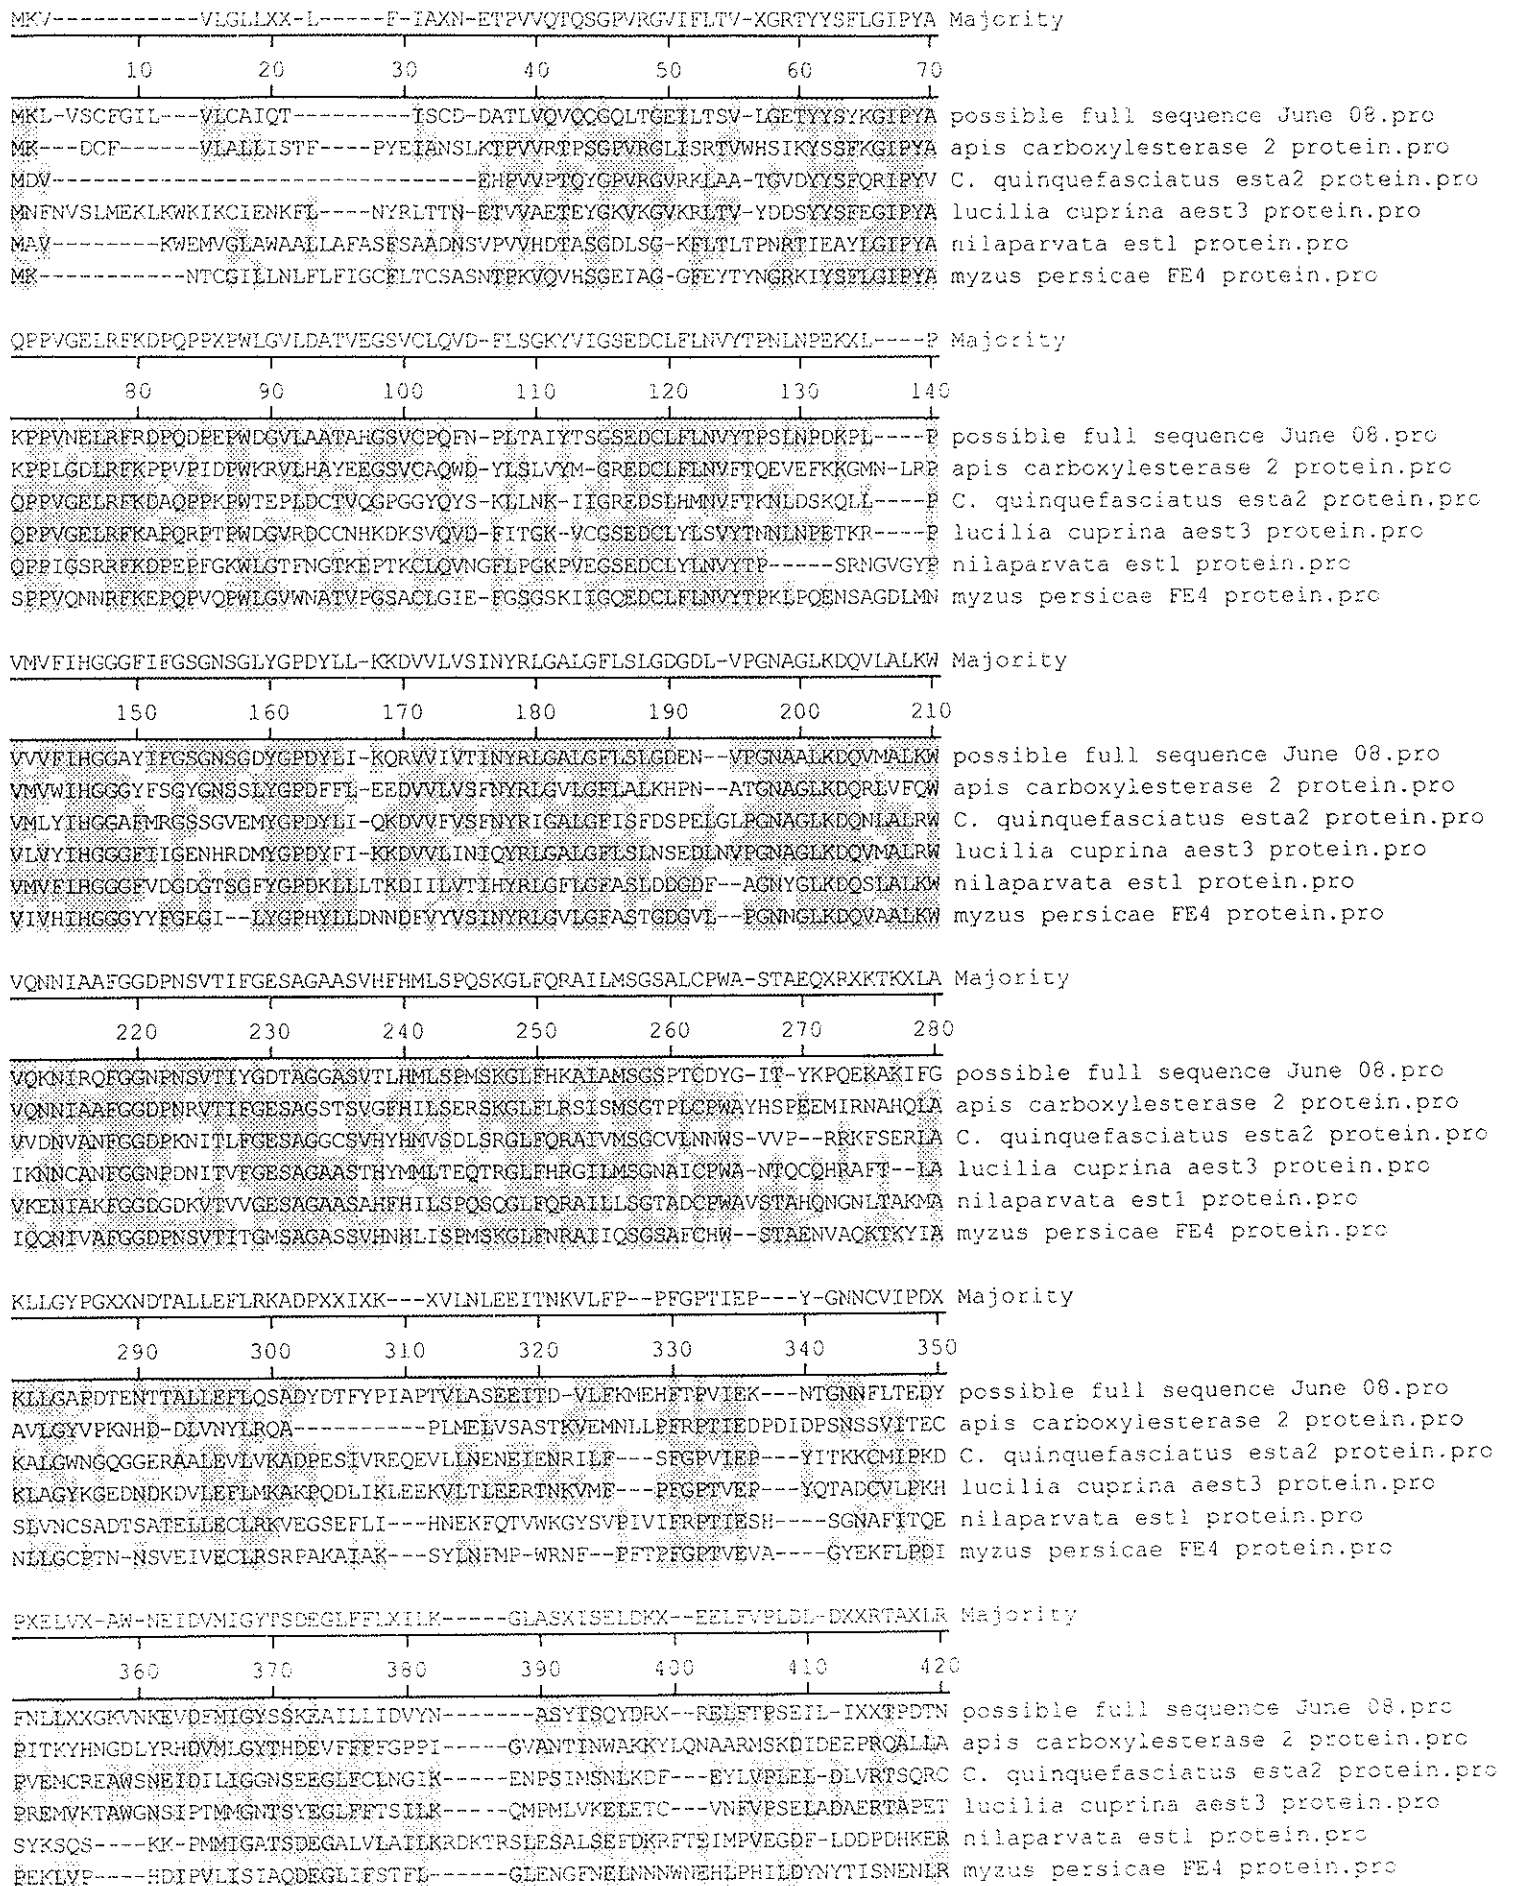 MKV-----------VLGLLXX-L-----F-IAXN-ETPVVQTQSGPVRGVIFLTV-XGRTYYSFLGIPYA Majority
10 20 30 40 50 60 70
MKL-VSCFGIL---VLCAIQT---------ISCD-DATLVQVQQGQLTGEILTSV-LGETYYSYKGIPYA possible full sequence June 08.pro
MK---DCF------VLALLISTF----PYEIANSLKTPVVRTPSGPVRGLISRTVWHSIKYSSFKGIPYA apis carboxylesterase 2 protein.pro
MDV--------------------------------EHPVVPTQYGPVRGVRKLAA-TGVDYYSFQRIPYV C. quinquefasciatus esta2 protein.pro
MNFNVSLMEKLKWKIKCIENKFL----NYRLTTN-ETVVAETEYGKVKGVKRLTV-YDDSYYSFEGIPYA lucilia cuprina aest3 protein.pro
MAV--------KWEMVGLAWAALLAFASFSAADNSVPVVHDTASGDLSG-KFLTLTPNRTIEAYLGIPYA nilaparvata est1 protein.pro
MK-----------NTCGILLNLFLFIGCFLTCSASNTPKVQVHSGEIAG-GFEYTYNGRKIYSFLGIPYA myzus persicae FE4 protein.pro
QPPVGELRFKDPQPPXPWLGVLDATVEGSVCLQVD-FLSGKYVIGSEDCLFLNVYTPNLNPEKXL----P Majority
80 90 100 110 120 130 140
KPPVNELRFRDPQDPEPWDGVLAATAHGSVCPQFN-PLTAIYTSGSEDCLFLNVYTPSLNPDKPL----P possible full sequence June 08.pro
KPPLGDLRFKPPVPIDPWKRVLHAYEEGSVCAQWD-YLSLVYM-GREDCLFLNVFTQEVEFKKGMN-LRP apis carboxylesterase 2 protein.pro
QPPVGELRFKDAQPPKPWTEPLDCTVQGPGGYQYS-KLLNK-IIGREDSLHMNVFTKNLDSKQLL----P C. quinquefasciatus esta2 protein.pro
QPPVGELRFKAPQRPTPWDGVRDCCNHKDKSVQVD-FITGK-VCGSEDCLYLSVYTNNLNPETKR----P lucilia cuprina aest3 protein.pro
QPPIGSRRFKDPEPFGKWLGTFNGTKEPTKCLQVNGFLPGKPVEGSEDCLYLNVYTP-----SRNGVGYP nilaparvata est1 protein.pro
SPPVQNNRFKEPQPVQPWLGVWNATVPGSACLGIE-FGSGSKIIGQEDCLFLNVYTPKLPQENSAGDLMN myzus persicae FE4 protein.pro
VMVFIHGGGFIFGSGNSGLYGPDYLL-KKDVVLVSINYRLGALGFLSLGDGDL-VPGNAGLKDQVLALKW Majority
150 160 170 180 190 200 210
VVVFIHGGAYIFGSGNSGDYGPDYLI-KQRVVIVTINYRLGALGFLSLGDEN--VPGNAALKDQVMALKW possible full sequence June 08.pro
VMVWIHGGGYFSGYGNSSLYGPDFFL-EEDVVLVSFNYRLGVLGFLALKHPN--ATGNAGLKDQRLVFQW apis carboxylesterase 2 protein.pro
VMLYIHGGAFMRGSSGVEMYGPDYLI-QKDVVFVSFNYRIGALGFISFDSPELGLPGNAGLKDQNLALRW C. quinquefasciatus esta2 protein.pro
VLVYIHGGGFIIGENHRDMYGPDYFI-KKDVVLINIQYRLGALGFLSLNSEDLNVPGNAGLKDQVMALRW lucilia cuprina aest3 protein.pro
VMVFIHGGGFVDGDGTSGFYGPDKLLLTKDIILVTIHYRLGFLGFASLDDGDF--AGNYGLKDQSLALKW nilaparvata est1 protein.pro
VIVHIHGGGYYFGEGI--LYGPHYLLDNNDFVYVSINYRLGVLGFASTGDGVL--PGNNGLKDQVAALKW myzus persicae FE4 protein.pro
VQNNIAAFGGDPNSVTIFGESAGAASVHFHMLSPQSKGLFQRAILMSGSALCPWA-STAEQXRXKTKXLA Majority
220 230 240 250 260 270 280
VQKNIRQFGGNPNSVTIYGDTAGGASVTLHMLSPMSKGLFHKAIAMSGSPTCDYG-IT-YKPQEKAKIFG possible full sequence June 08.pro
VQNNIAAFGGDPNRVTIFGESAGSTSVGFHILSERSKGLFLRSISMSGTPLCPWAYHSPEEMIRNAHQLA apis carboxylesterase 2 protein.pro
VVDNVANFGGDPKNITLFGESAGGCSVHYHMVSDLSRGLFQRAIVMSGCVLNNWS-VVP--RRKFSERLA C. quinquefasciatus esta2 protein.pro
IKNNCANFGGNPDNITVFGESAGAASTHYMMLTEQTRGLFHRGILMSGNAICPWA-NTQCQHRAFT--LA lucilia cuprina aest3 protein.pro
VKENIAKFGGDGDKVTVVGESAGAASAHFHILSPQSQGLFQRAILLSGTADCPWAVSTAHQNGNLTAKMA nilaparvata est1 protein.pro
IQQNIVAFGGDPNSVTITGMSAGASSVHNHLISPMSKGLFNRAIIQSGSAFCHW--STAENVAQKTKYIA myzus persicae FE4 protein.pro
KLLGYPGXXNDTALLEFLRKADPXXIXK---XVLNLEEITNKVLFP--PFGPTIEP---Y-GNNCVIPDX Majority
290 300 310 320 330 340 350
KLLGAPDTENTTALLEFLQSADYDTFYPIAPTVLASEEITD-VLFKMEHFTPVIEK---NTGNNFLTEDY possible full sequence June 08.pro
AVLGYVPKNHD-DLVNYLRQA----------PLMELVSASTKVEMNLLPFRPTIEDPDIDPSNSSVITEC apis carboxylesterase 2 protein.pro
KALGWNGQGGERAALEVLVKADPESIVREQEVLLNENEIENRILF---SFGPVIEP---YITKKCMIPKD C. quinquefasciatus esta2 protein.pro
KLAGYKGEDNDKDVLEFLMKAKPQDLIKLEEKVLTLEERTNKVMF---PFGPTVEP---YQTADCVLPKH lucilia cuprina aest3 protein.pro
SLVNCSADTSATELLECLRKVEGSEFLI---HNEKFQTVWKGYSVPIVIFRPTIESH----SGNAFITQE nilaparvata est1 protein.pro
NLLGCPTN-NSVEIVECLRSRPAKAIAK---SYLNFMP-WRNF--PFTPFGPTVEVA----GYEKFLPDI myzus persicae FE4 protein.pro
PXELVX-AW-NEIDVMIGYTSDEGLFFLXILK-----GLASXISELDKX--EELFVPLDL-DXXRTAXLR Majority
360 370 380 390 400 410 420
FNLLXXGKVNKEVDFMIGYSSKEAILLIDVYN-------ASYTSQYDRX--RELFTPSEIL-IXXTPDTN possible full sequence June 08.pro
PITKYHNGDLYRHDVMLGYTHDEVFFFFGPPI-----GVANTINWAKKYLQNAARMSKDIDEEPRQALLA apis carboxylesterase 2 protein.pro
PVEMCREAWSNEIDILIGGNSEEGLFCLNGIK-----ENPSIMSNLKDF---EYLVPLEL-DLVRTSQRC C. quinquefasciatus esta2 protein.pro
PREMVKTAWGNSIPTMMGNTSYEGLFFTSILK-----QMPMLVKELETC---VNFVPSELADAERTAPET lucilia cuprina aest3 protein.pro
SYKSQS----KK-PMMIGATSDEGALVLAILKRDKTRSLESALSEFDKRFTEIMPVEGDF-LDDPDHKER nilaparvata est1 protein.pro
PEKLVP----HDIPVLISIAQDEGLIFSTFL------GLENGFNELNNNWNEHLPHILDYNYTISNENLR myzus persicae FE4 protein.pro